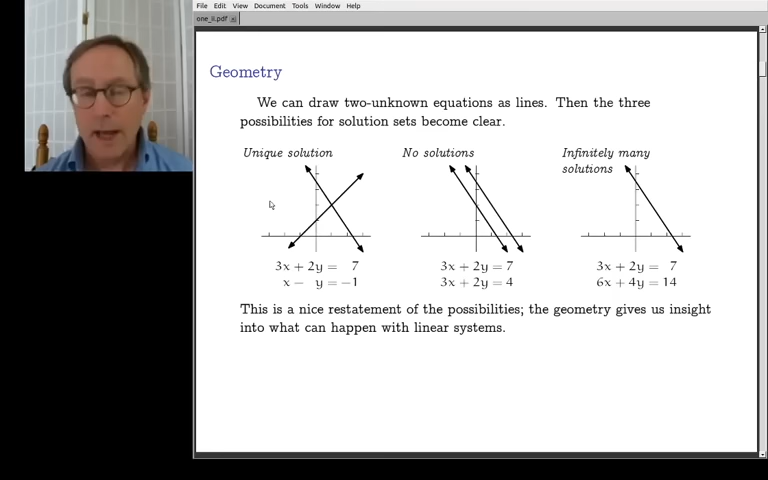 File Edit View Document Tools Window Help
one_ii.pdf
Geometry
We can draw two-unknown equations as lines. Then the three
possibilities for solution sets become clear.
Unique solution
3x + 2y = 7
x − y = −1
No solutions
3x + 2y = 7
3x + 2y = 4
Infinitely many
solutions
3x + 2y = 7
6x + 4y = 14
This is a nice restatement of the possibilities; the geometry gives us insight
into what can happen with linear systems.